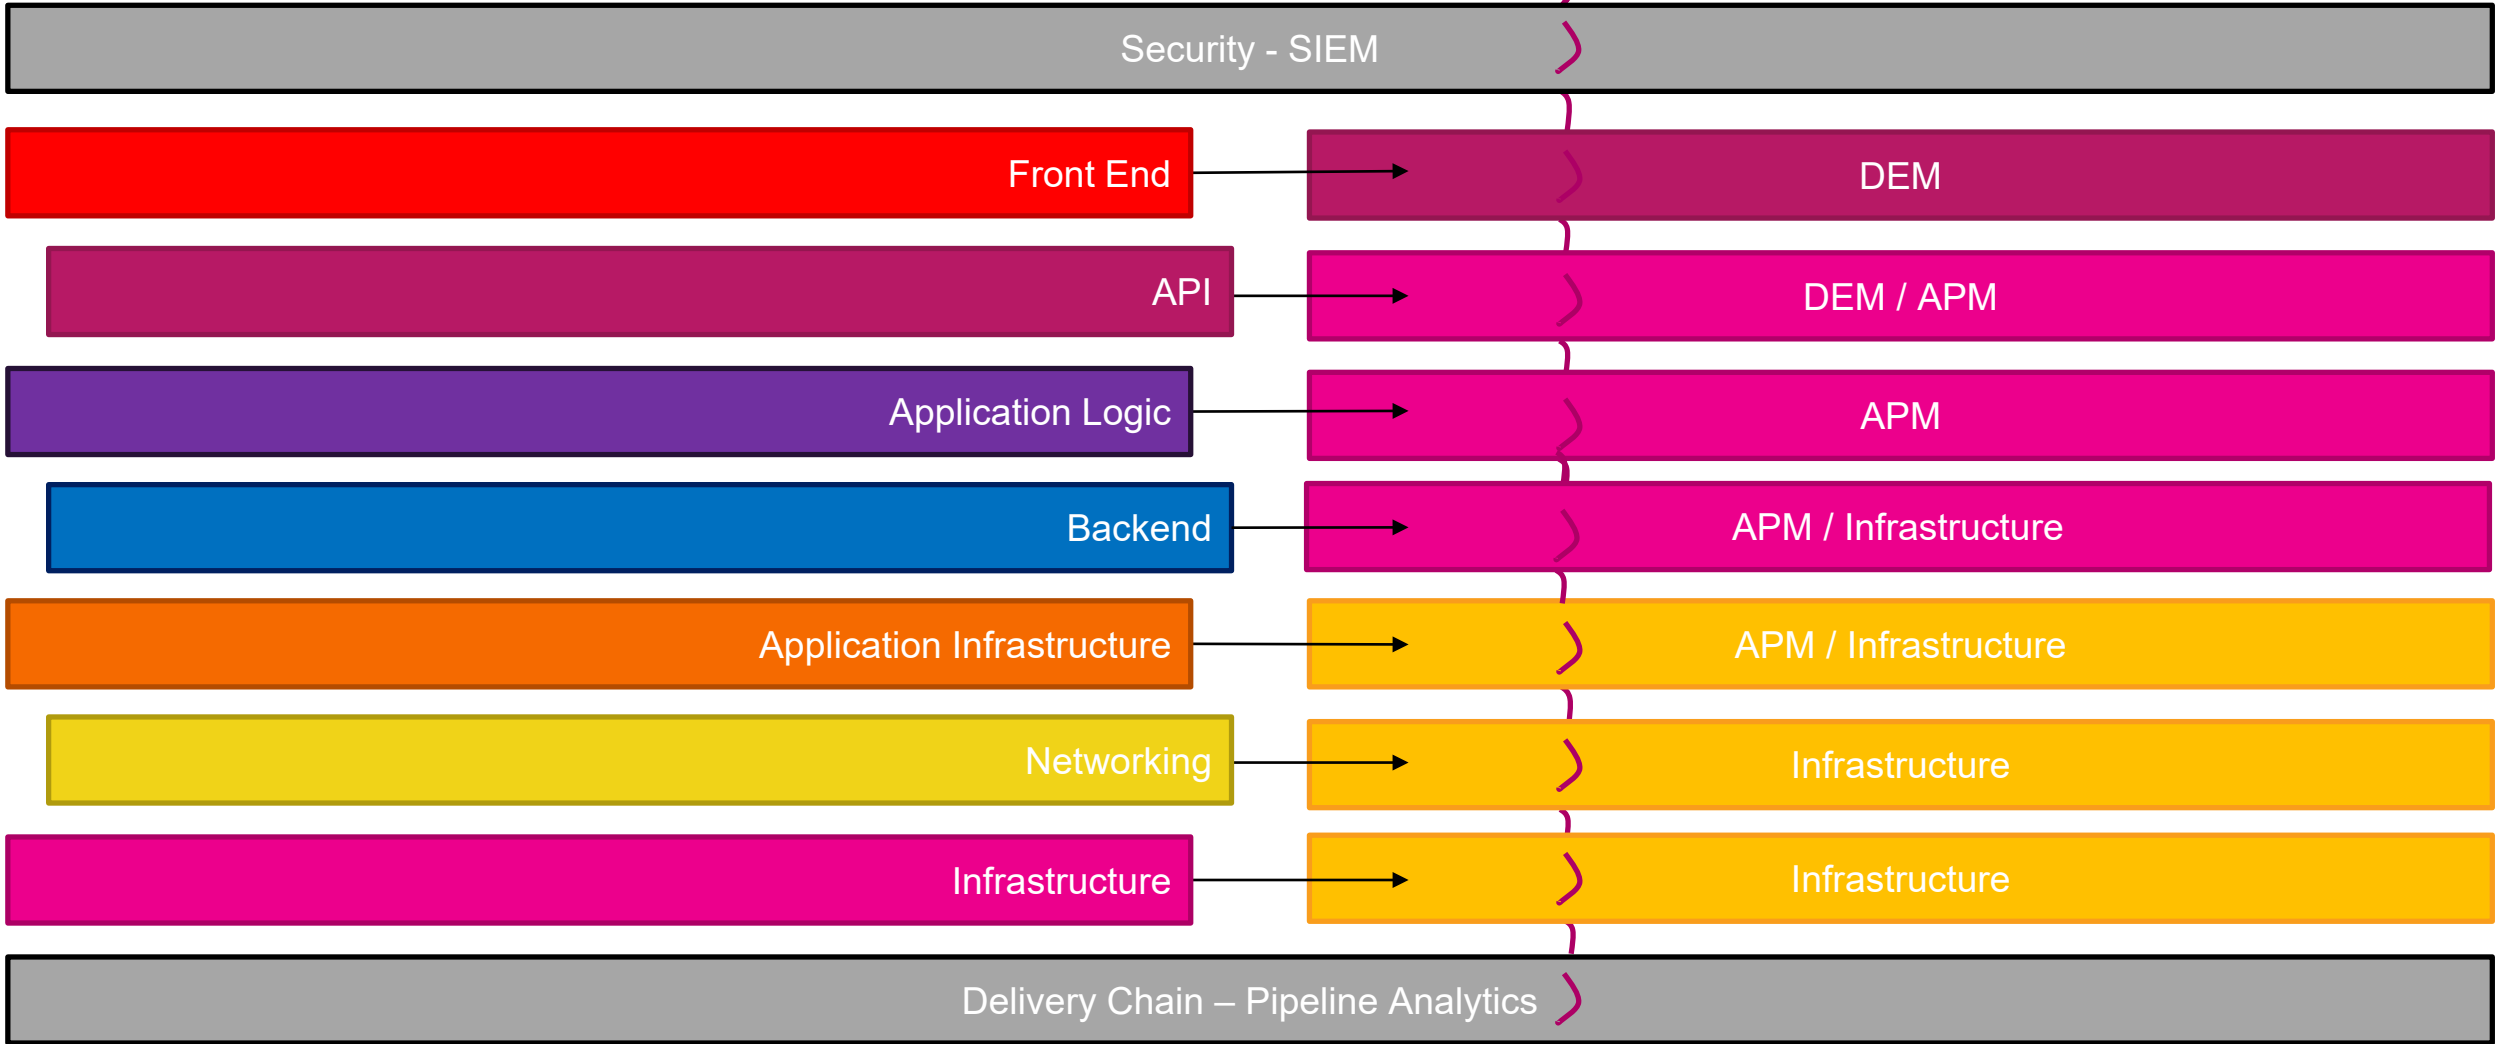 Security - SIEM
Front End
DEM
API
DEM / APM
Application Logic
APM
Backend
APM / Infrastructure
Application Infrastructure
APM / Infrastructure
Networking
Infrastructure
Infrastructure
Infrastructure
Delivery Chain – Pipeline Analytics